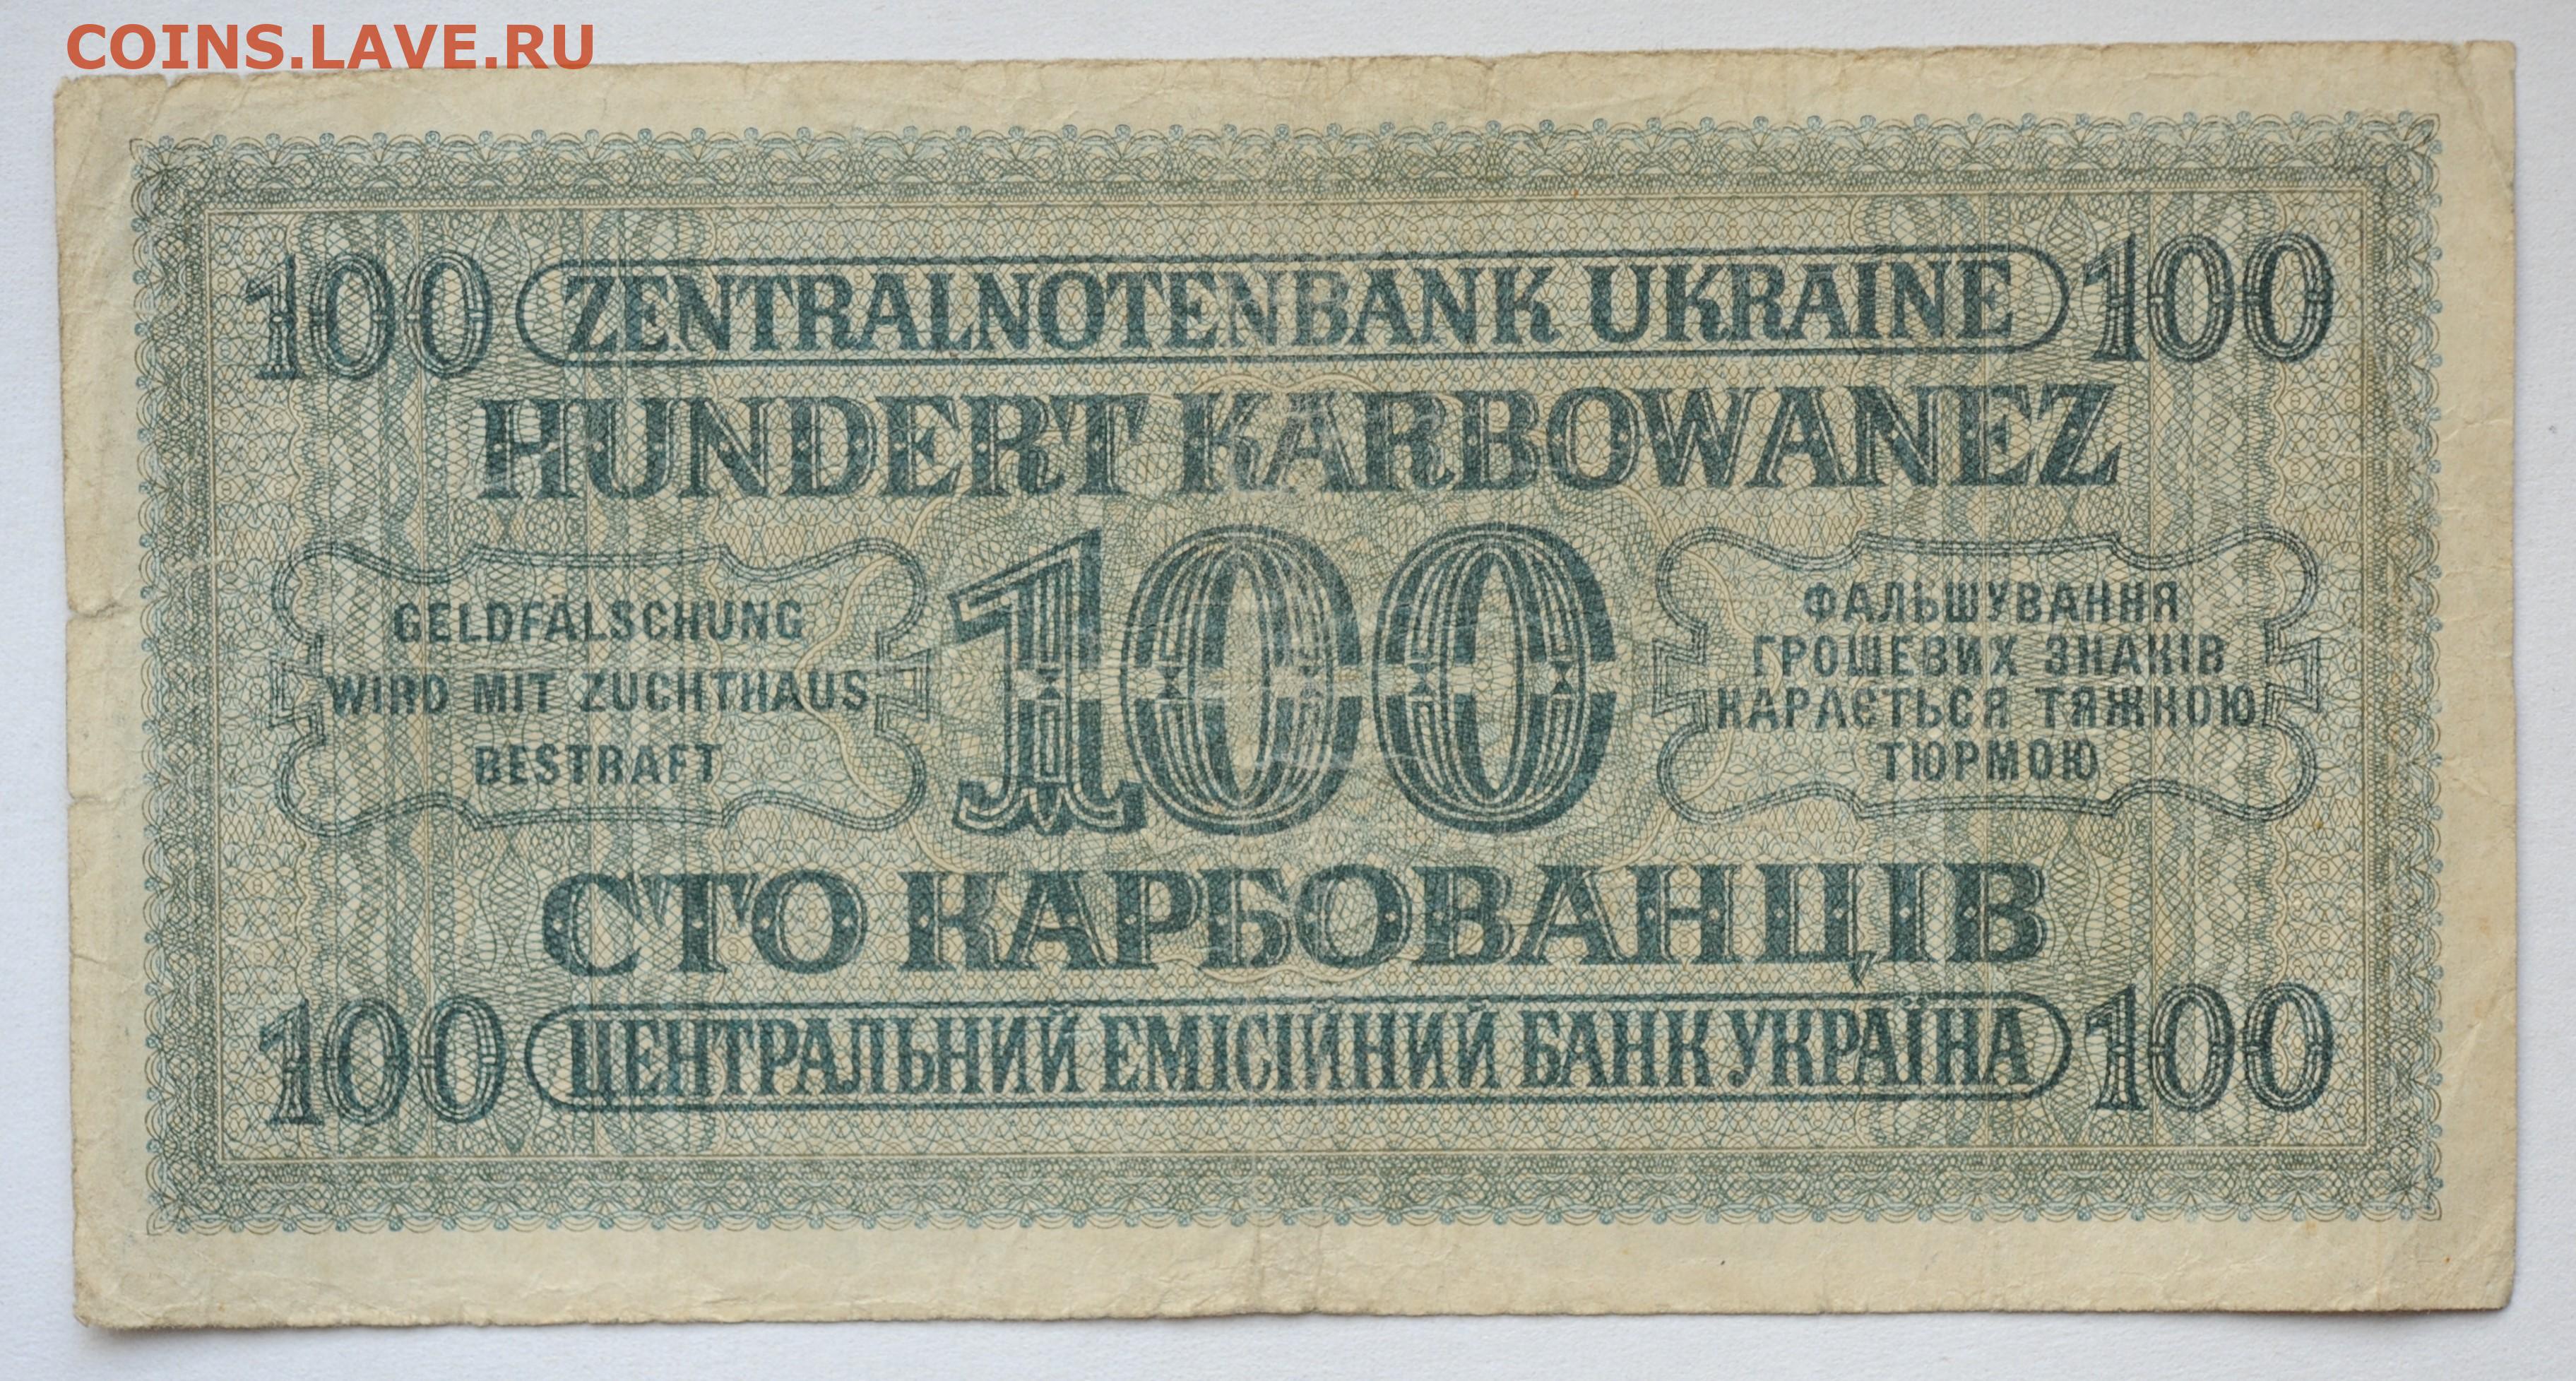 COINS.LAVE.RU
100 ZENTRALNOTENBANK UKRAINE 100
HUNDERT KARBOWANEZ
GELDFÄLSCHUNG
WIRD MIT ZUCHTHAUS
BESTRAFT
100
ФАЛЬШУВАННЯ
ГРОШЕВИХ ЗНАКІВ
КАРАЄТЬСЯ ТЯЖКОЮ
ТЮРМОЮ
СТО КАРБОВАНЦІВ
100 ЦЕНТРАЛЬНИЙ ЕМІСІЙНИЙ БАНК УКРАЇНА 100